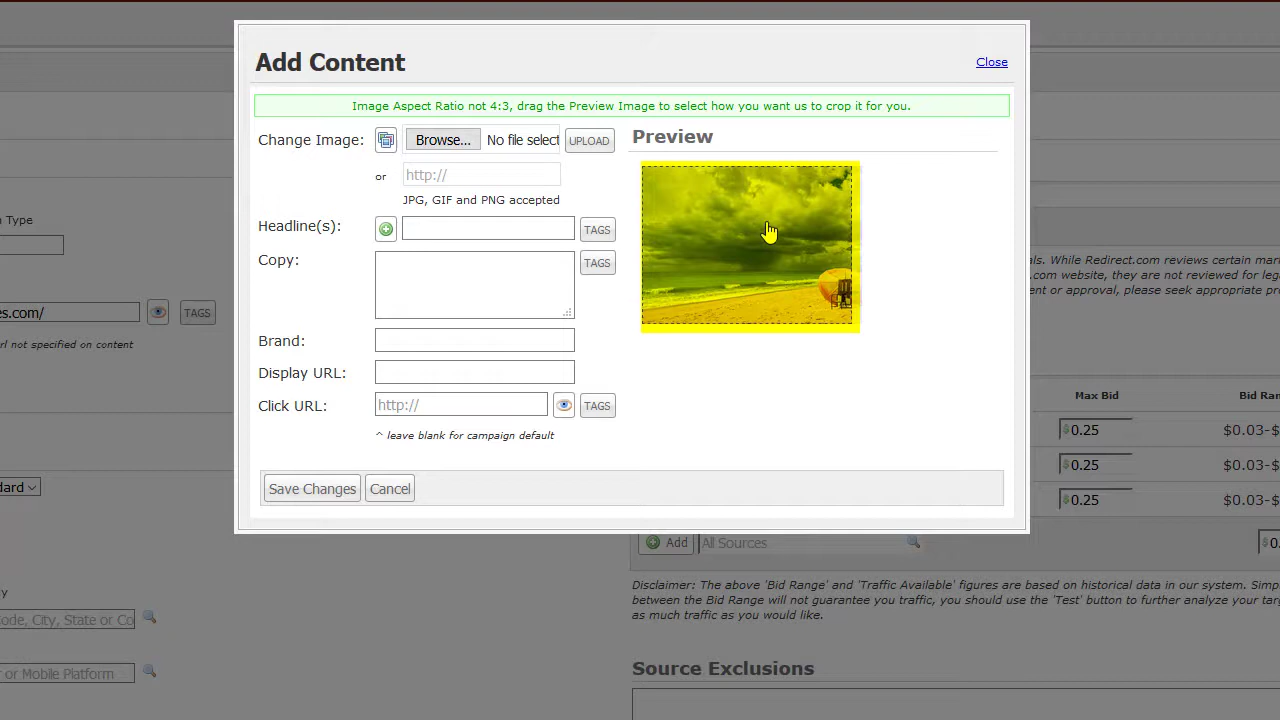 Add Content
Close
Image Aspect Ratio not 4:3, drag the Preview Image to select how you want us to crop it for you.
Change Image:
Browse...
No file select
UPLOAD
Preview
or
http://
JPG, GIF and PNG accepted
Headline(s):
TAGS
Copy:
TAGS
Brand:
Display URL:
Click URL:
http://
TAGS
^ leave blank for campaign default
Save Changes
Cancel
Type
es.com/
TAGS
rl not specified on content
dard
ode, City, State or Co
or Mobile Platform
als. While Redirect.com reviews certain mar
.com website, they are not reviewed for lega
ent or approval, please seek appropriate pro
Max Bid
Bid Ran
$0.25
$0.03-$
$0.25
$0.03-$
$0.25
$0.03-$
Add
All Sources
$0.
Disclaimer: The above 'Bid Range' and 'Traffic Available' figures are based on historical data in our system. Simp
between the Bid Range will not guarantee you traffic, you should use the 'Test' button to further analyze your targ
as much traffic as you would like.
Source Exclusions